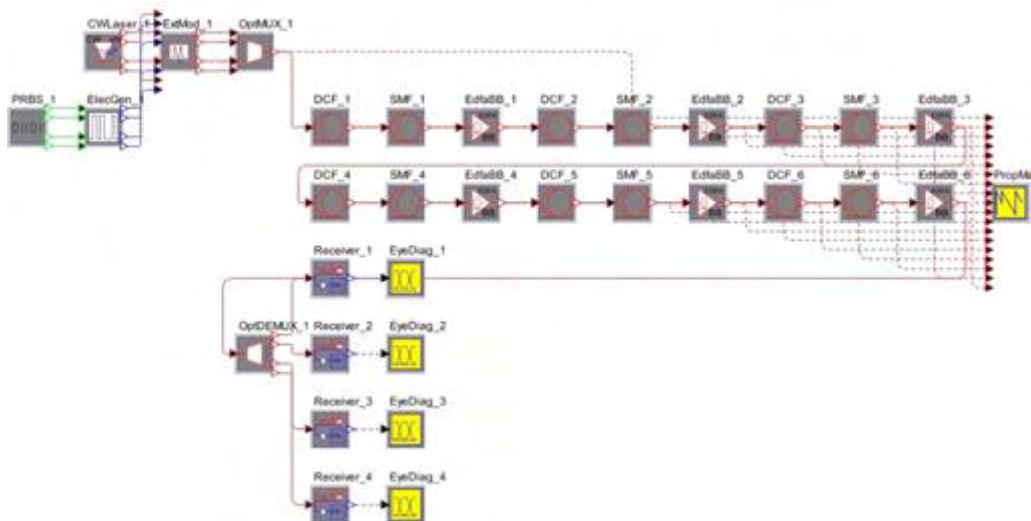 CWLaser_1 ExtMod_1 OptMUX_1
PRBS_1 ElecGen_1
DCF_1 SMF_1 EdfaBB_1 DCF_2 SMF_2 EdfaBB_2 DCF_3 SMF_3 EdfaBB_3
DCF_4 SMF_4 EdfaBB_4 DCF_5 SMF_5 EdfaBB_5 DCF_6 SMF_6 EdfaBB_6 PropMa
Receiver_1 EyeDiag_1
OptDEMUX_1 Receiver_2 EyeDiag_2
Receiver_3 EyeDiag_3
Receiver_4 EyeDiag_4